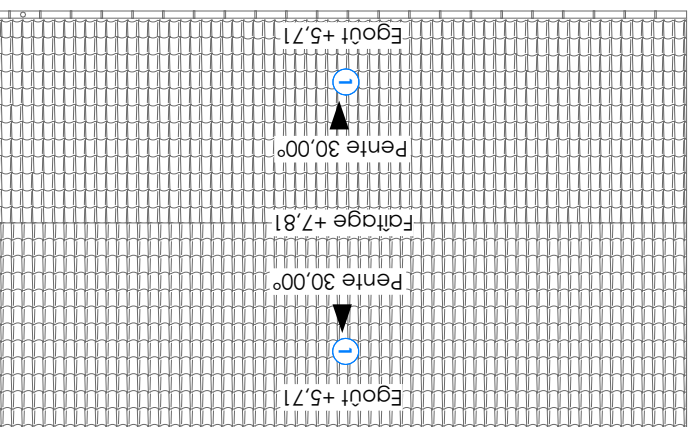 Egoût +5,71
1
Pente 30,00°
Faîtage +7,81
Pente 30,00°
1
Egoût +5,71